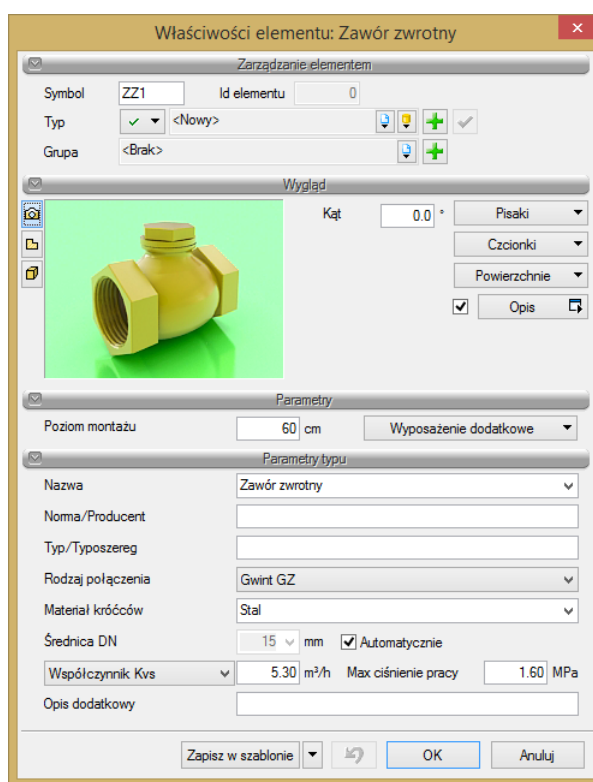 Właściwości elementu: Zawór zwrotny
Zarządzanie elementem
Symbol ZZ1 Id elementu 0
Typ <Nowy>
Grupa <Brak>
Wygląd
Kąt 0.0 ° Pisaki
Czcionki
Powierzchnie
Opis
Parametry
Poziom montażu 60 cm Wyposażenie dodatkowe
Parametry typu
Nazwa Zawór zwrotny
Norma/Producent
Typ/Typoszereg
Rodzaj połączenia Gwint GZ
Materiał króćców Stal
Średnica DN 15 mm Automatycznie
Współczynnik Kvs 5.30 m³/h Max ciśnienie pracy 1.60 MPa
Opis dodatkowy
Zapisz w szablonie OK Anuluj